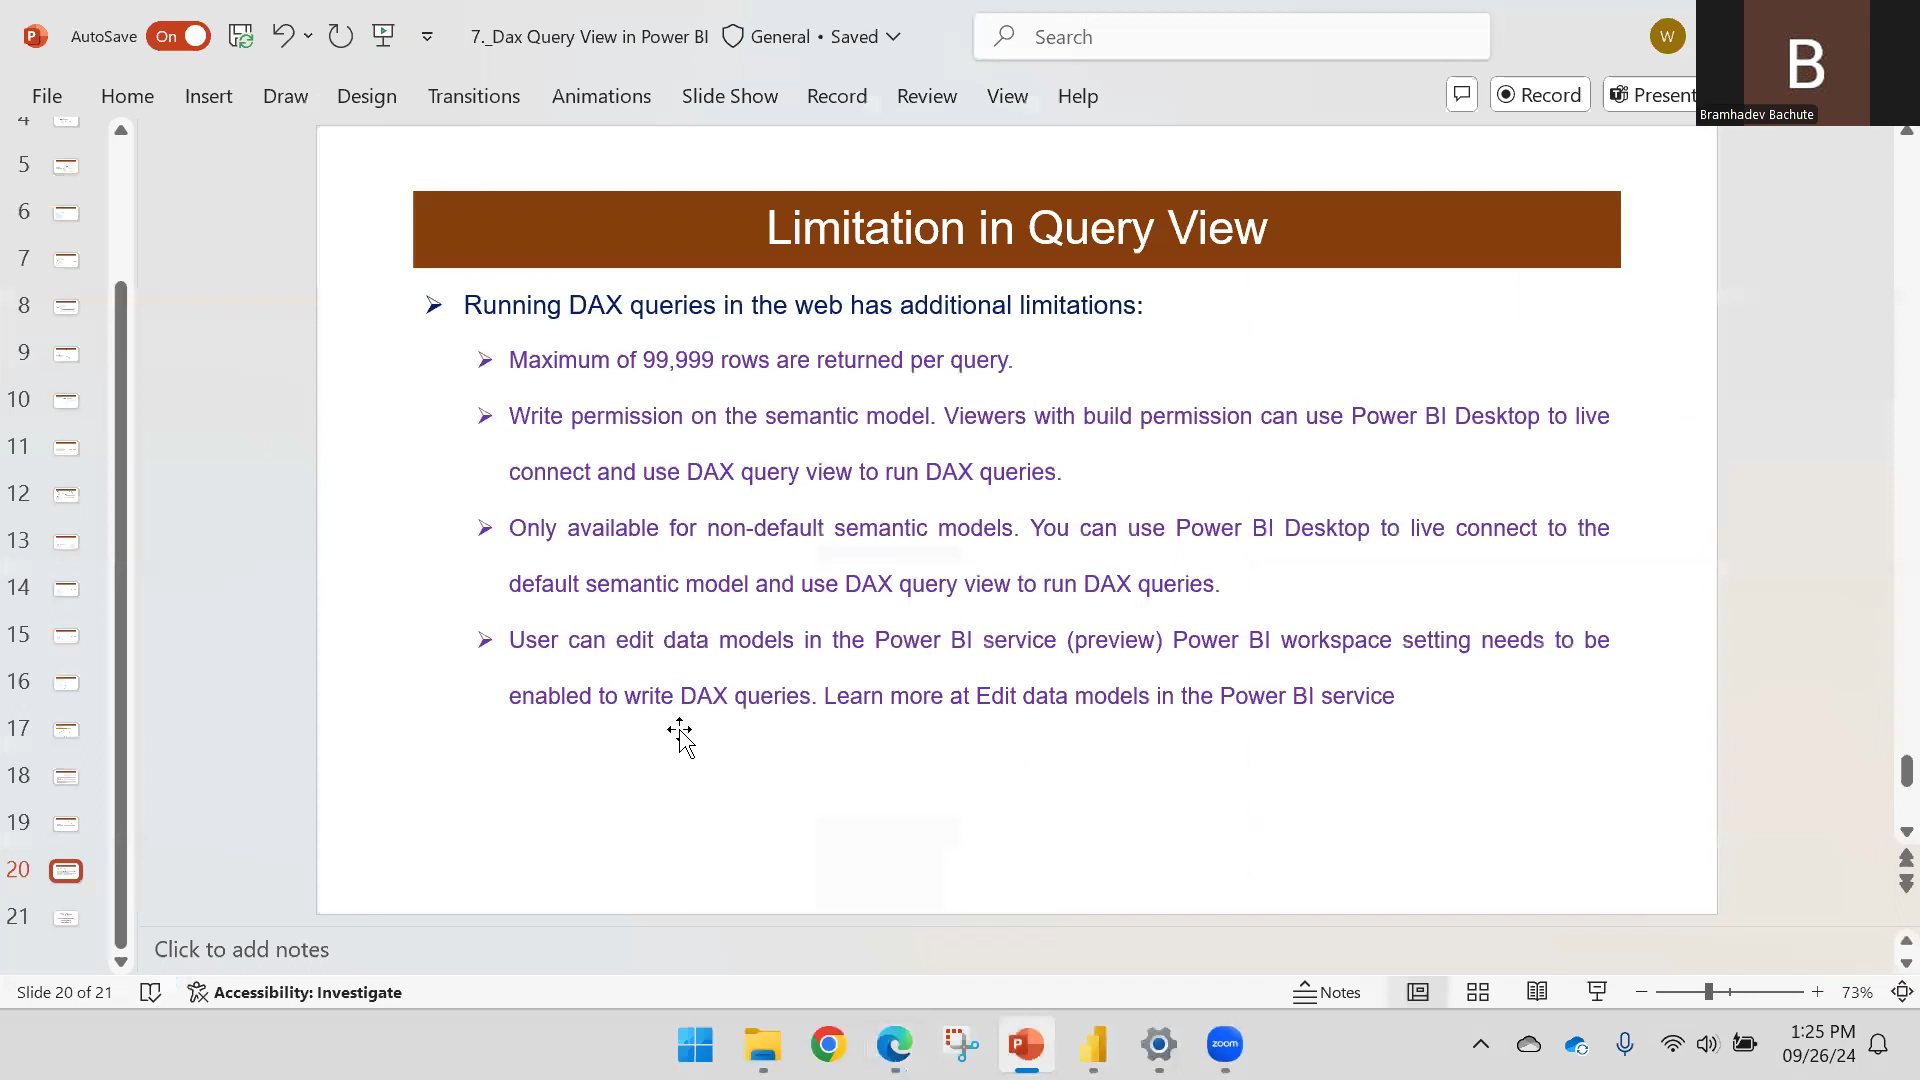 AutoSave On 7._Dax Query View in Power BI General • Saved Search W
B
Bramhadev Bachute
File Home Insert Draw Design Transitions Animations Slide Show Record Review View Help Record Present
4
5
6
7
8
9
10
11
12
13
14
15
16
17
18
19
20
21
Limitation in Query View
Running DAX queries in the web has additional limitations:
Maximum of 99,999 rows are returned per query.
Write permission on the semantic model. Viewers with build permission can use Power BI Desktop to live
connect and use DAX query view to run DAX queries.
Only available for non-default semantic models. You can use Power BI Desktop to live connect to the
default semantic model and use DAX query view to run DAX queries.
User can edit data models in the Power BI service (preview) Power BI workspace setting needs to be
enabled to write DAX queries. Learn more at Edit data models in the Power BI service
Click to add notes
Slide 20 of 21 Accessibility: Investigate Notes 73%
P zoom 1:25 PM
09/26/24